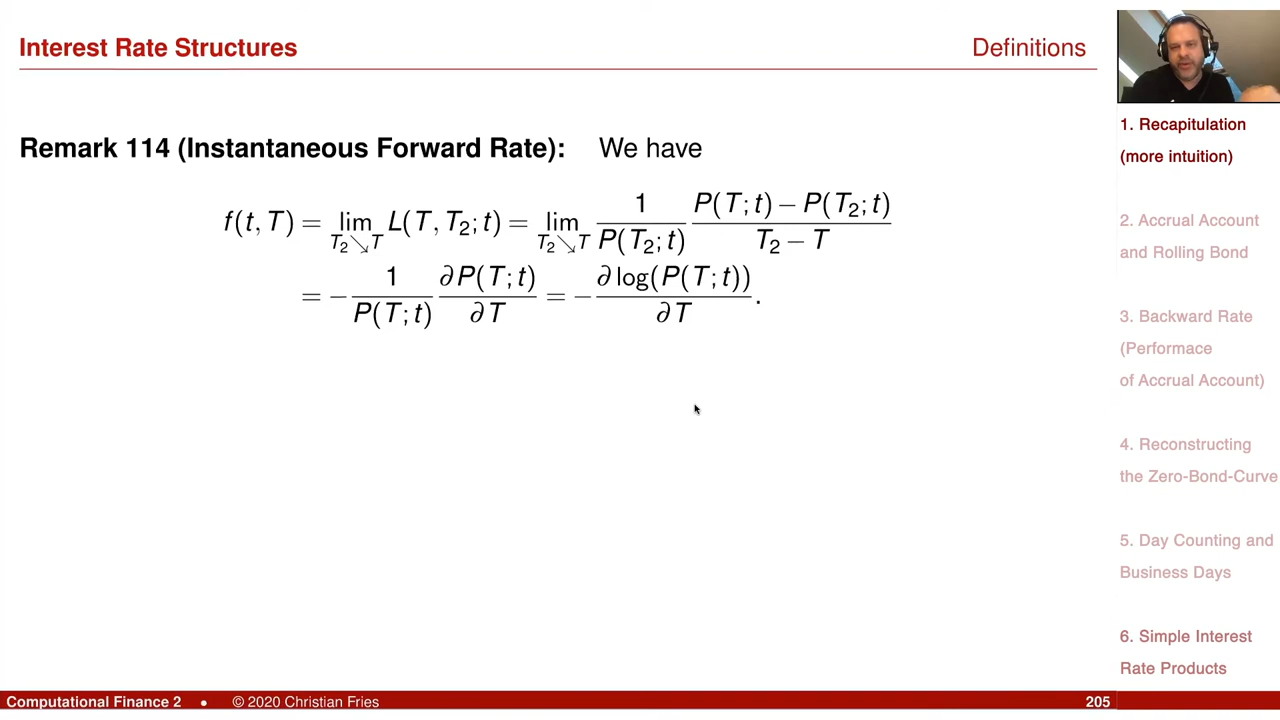 Interest Rate Structures
Definitions
Remark 114 (Instantaneous Forward Rate): We have
f(t, T) = lim_{T₂↘T} L(T, T₂; t) = lim_{T₂↘T} 1/P(T₂; t) (P(T; t) − P(T₂; t))/(T₂ − T)
= − 1/P(T; t) ∂P(T; t)/∂T = − ∂ log(P(T; t))/∂T.
1. Recapitulation
(more intuition)
2. Accrual Account
and Rolling Bond
3. Backward Rate
(Performace
of Accrual Account)
4. Reconstructing
the Zero-Bond-Curve
5. Day Counting and
Business Days
6. Simple Interest
Rate Products
Computational Finance 2 • © 2020 Christian Fries
205